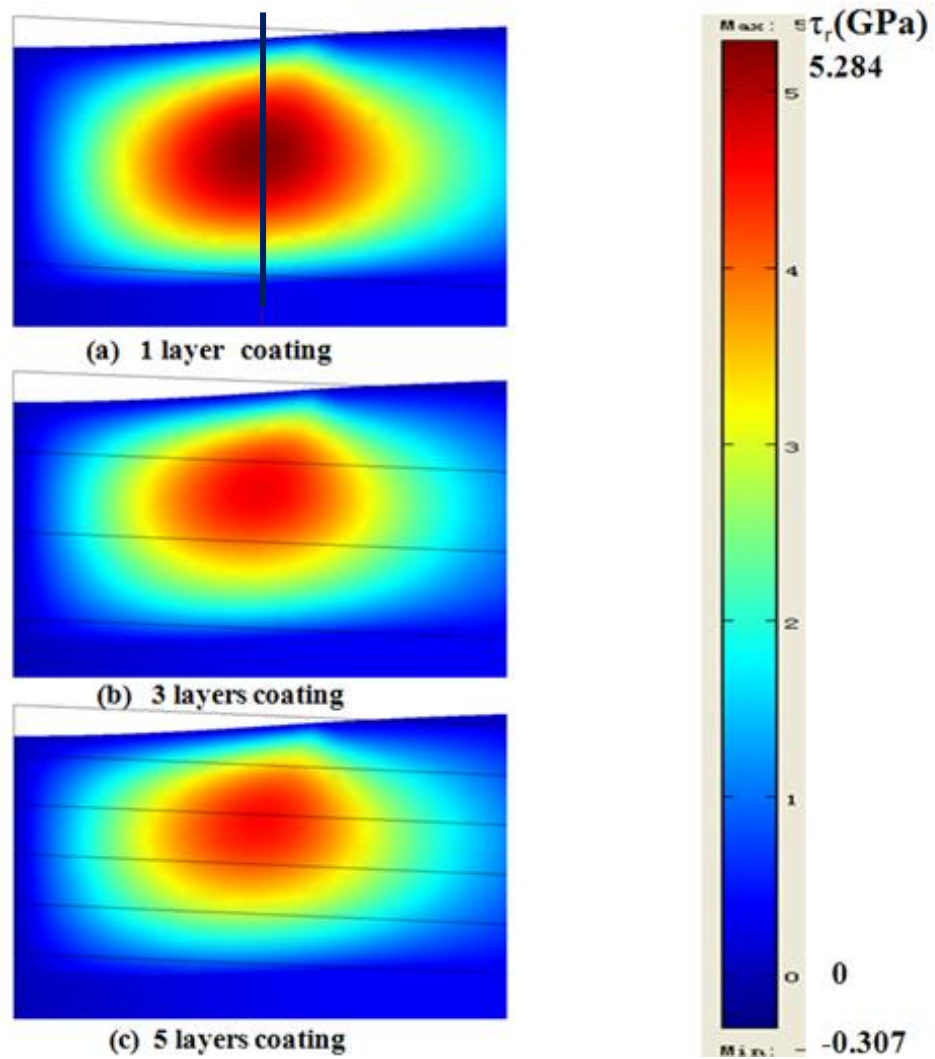 Max: 5 τr(GPa)
5.284
5
4
3
2
1
0 0
Min: - -0.307
(a) 1 layer coating
(b) 3 layers coating
(c) 5 layers coating